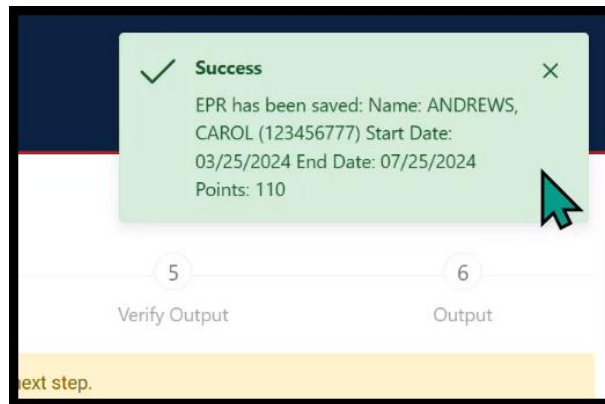 Success
EPR has been saved: Name: ANDREWS,
CAROL (123456777) Start Date:
03/25/2024 End Date: 07/25/2024
Points: 110
5
6
Verify Output
Output
next step.